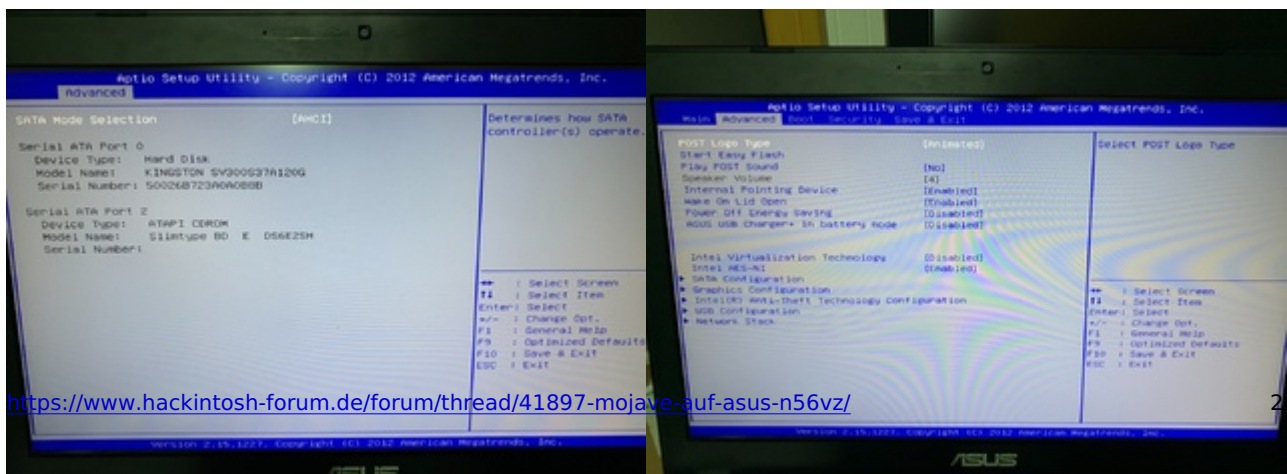 Aptio Setup Utility - Copyright (C) 2012 American Megatrends, Inc.
Advanced
SATA Mode Selection [AHCI]
Determines how SATA
controller(s) operate.
Serial ATA Port 0
Device Type: Hard Disk
Model Name: KINGSTON SV300S37A120G
Serial Number:
Serial ATA Port 2
Device Type: ATAPI CDROM
Model Name: Slimtype BD E DS6E2SH
Serial Number:
: Select Screen
: Select Item
Enter: Select
+/- : Change Opt.
F1 : General Help
F9 : Optimized Defaults
F10 : Save & Exit
ESC : Exit
Version 2.15.1227. Copyright (C) 2012 American Megatrends, Inc.
ASUS
Aptio Setup Utility - Copyright (C) 2012 American Megatrends, Inc.
Main Advanced Boot Security Save & Exit
POST Logo Type [Animated]
Select POST Logo Type
Start Easy Flash
Play POST Sound [No]
Speaker Volume [4]
Internal Pointing Device [Enabled]
Wake On Lid Open [Enabled]
Power Off Energy Saving [Disabled]
ASUS USB Charger+ in battery mode [Disabled]
Intel Virtualization Technology [Disabled]
Intel AES-NI [Enabled]
SATA Configuration
Graphics Configuration
Intel(R) Anti-Theft Technology Configuration
USB Configuration
Network Stack
: Select Screen
: Select Item
Enter: Select
+/- : Change Opt.
F1 : General Help
F9 : Optimized Defaults
F10 : Save & Exit
ESC : Exit
Version 2.15.1227. Copyright (C) 2012 American Megatrends, Inc.
ASUS
https://www.hackintosh-forum.de/forum/thread/41897-mojave-auf-asus-n56vz/
2